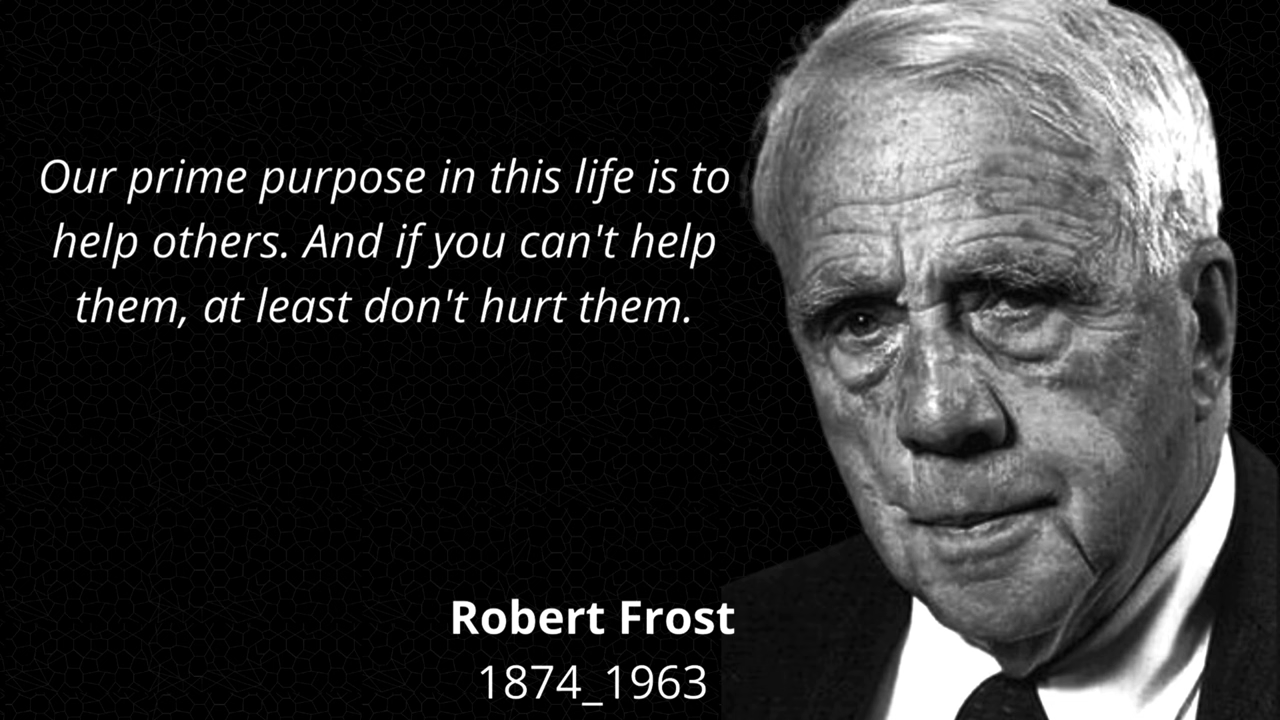 Our prime purpose in this life is to
help others. And if you can't help
them, at least don't hurt them.
Robert Frost
1874_1963